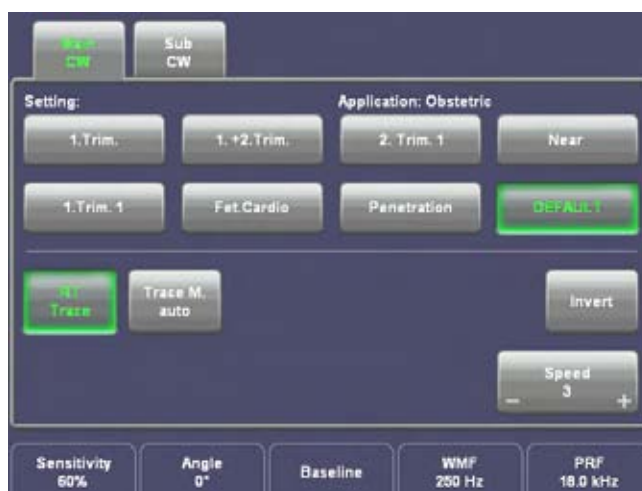 Main Sub
CW CW
Setting: Application: Obstetric
1.Trim. 1. +2.Trim. 2. Trim. 1 Near
1.Trim. 1 Fet.Cardio Penetration DEFAULT
RT Trace M.
Trace auto Invert
Speed
3
- +
Sensitivity Angle Baseline WMF PRF
60% 0° 250 Hz 18.0 kHz